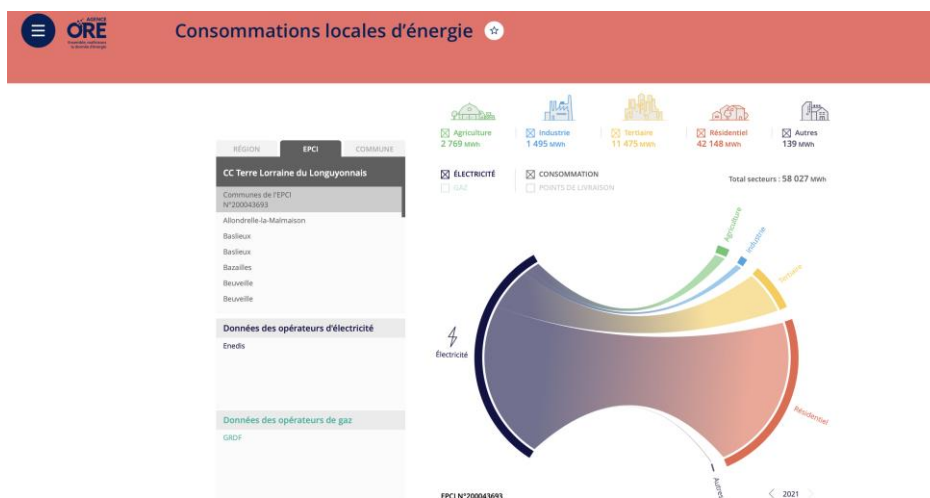 AGENCE
ORE
Consommations locales d'énergie
Agriculture
2 769 MWh
Industrie
1 495 MWh
Tertiaire
11 475 MWh
Résidentiel
42 148 MWh
Autres
139 MWh
RÉGION
EPCI
COMMUNE
CC Terre Lorraine du Longuyonnais
Communes de l'EPCI
N°200043693
Allondrelle-la-Malmaison
Baslieux
Baslieux
Bazailles
Beuveille
Beuveille
Données des opérateurs d'électricité
Enedis
Données des opérateurs de gaz
GRDF
ÉLECTRICITÉ
GAZ
CONSOMMATION
POINTS DE LIVRAISON
Total secteurs : 58 027 MWh
Agriculture
Industrie
Tertiaire
Électricité
Résidentiel
Autres
EPCI N°200043693
2021